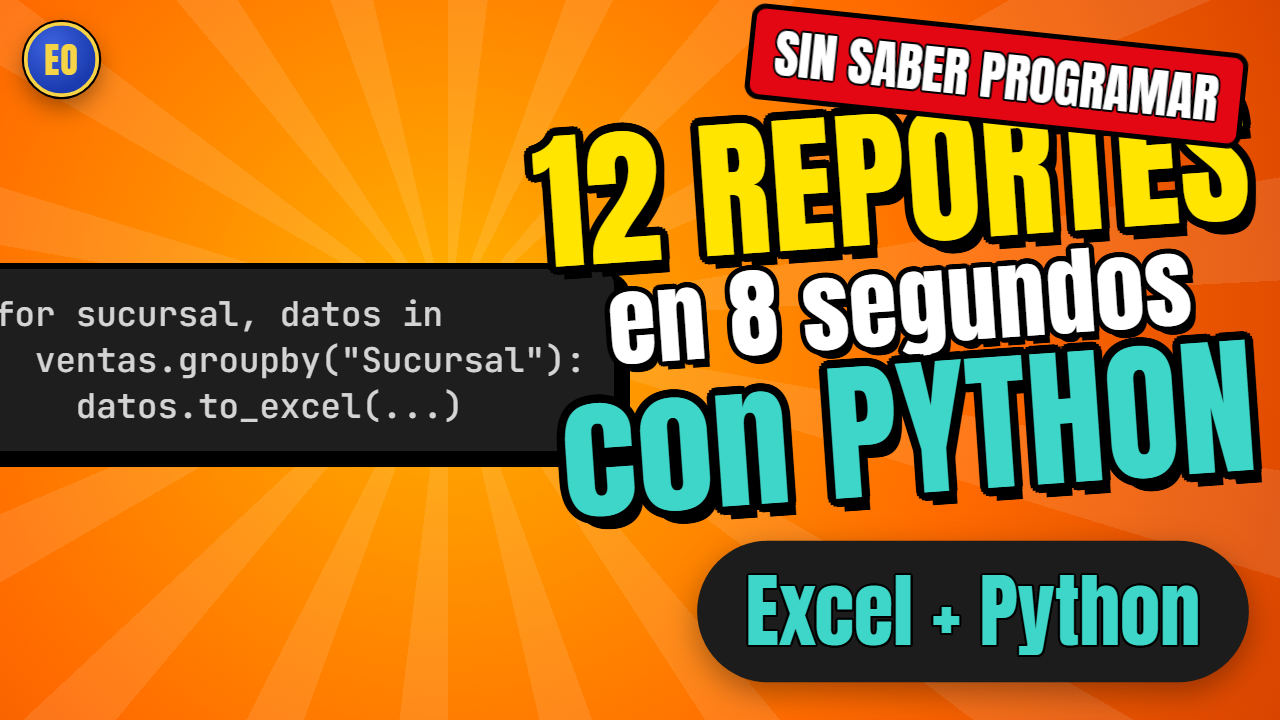 EO
SIN SABER PROGRAMAR
12 REPORTES
en 8 segundos
con PYTHON
for sucursal, datos in
ventas.groupby("Sucursal"):
datos.to_excel(...)
Excel + Python